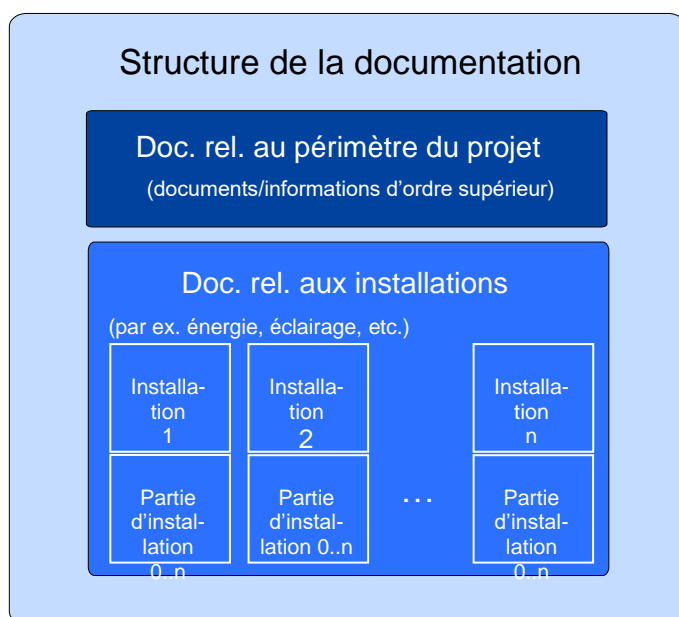 Structure de la documentation
Doc. rel. au périmètre du projet
(documents/informations d'ordre supérieur)
Doc. rel. aux installations
(par ex. énergie, éclairage, etc.)
Installa-
tion
1
Installa-
tion
2
Installa-
tion
n
Partie
d'instal-
lation
0..n
Partie
d'instal-
lation 0..n
...
Partie
d'instal-
lation
0..n